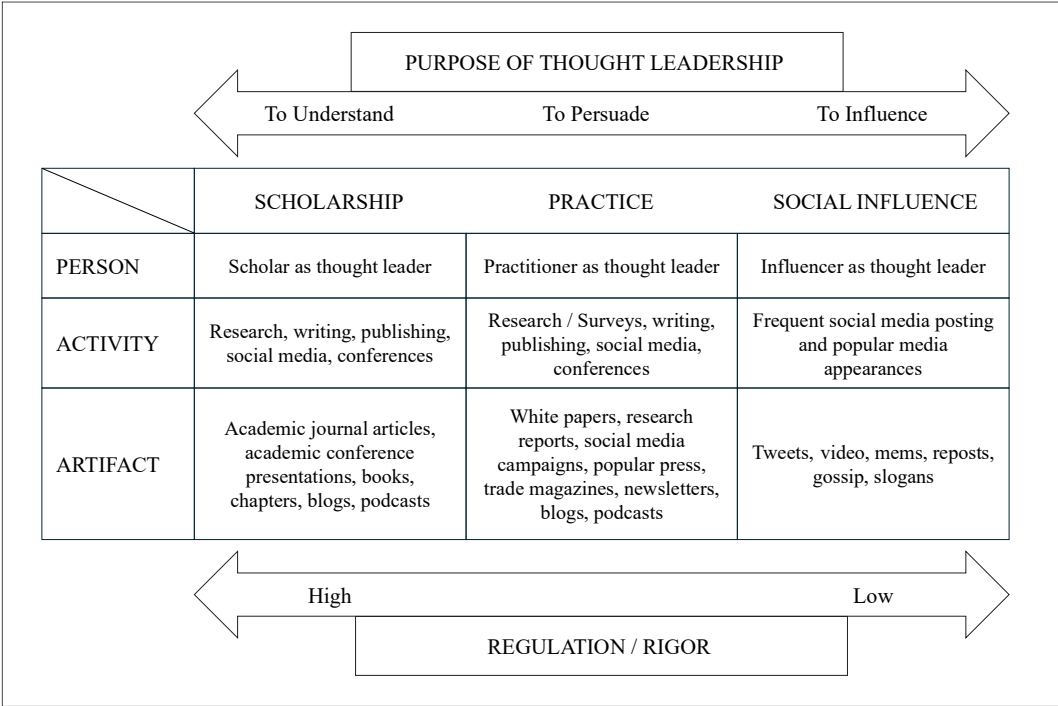 PURPOSE OF THOUGHT LEADERSHIP
To Understand To Persuade To Influence
SCHOLARSHIP PRACTICE SOCIAL INFLUENCE
PERSON
Scholar as thought leader
Practitioner as thought leader
Influencer as thought leader
ACTIVITY
Research, writing, publishing,
social media, conferences
Research / Surveys, writing,
publishing, social media,
conferences
Frequent social media posting
and popular media
appearances
ARTIFACT
Academic journal articles,
academic conference
presentations, books,
chapters, blogs, podcasts
White papers, research
reports, social media
campaigns, popular press,
trade magazines, newsletters,
blogs, podcasts
Tweets, video, mems, reposts,
gossip, slogans
High Low
REGULATION / RIGOR